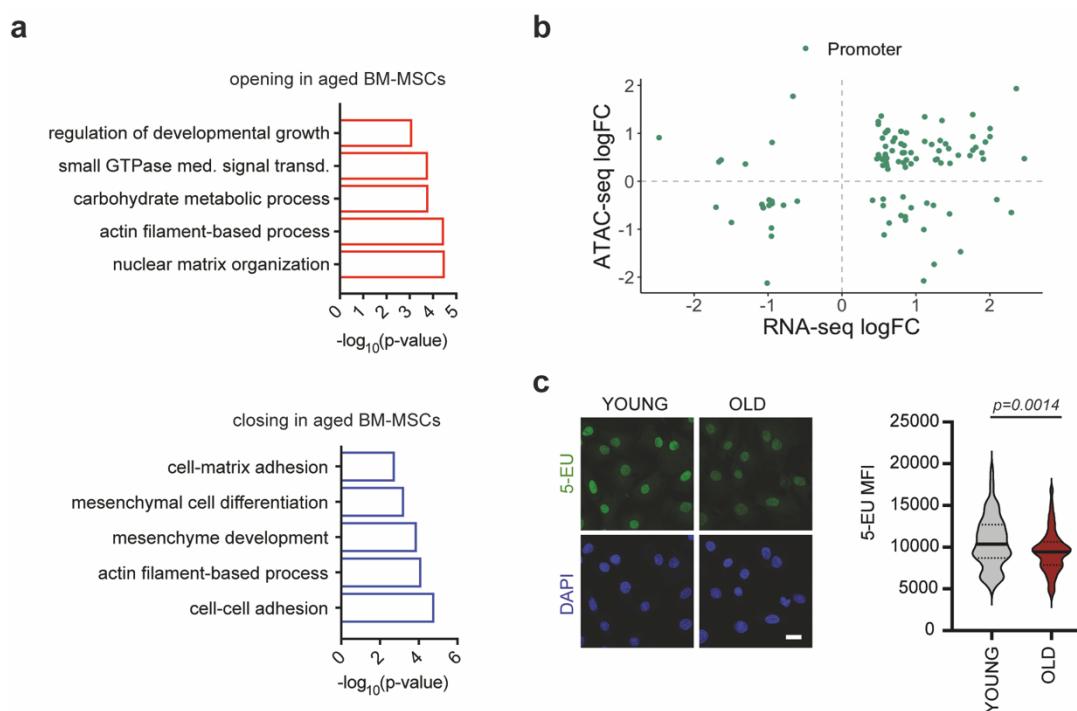 a
opening in aged BM-MSCs
regulation of developmental growth
small GTPase med. signal transd.
carbohydrate metabolic process
actin filament-based process
nuclear matrix organization
0 1 2 3 4 5
-log10(p-value)
closing in aged BM-MSCs
cell-matrix adhesion
mesenchymal cell differentiation
mesenchyme development
actin filament-based process
cell-cell adhesion
0 2 4 6
-log10(p-value)
b
Promoter
ATAC-seq logFC
2
1
0
-1
-2
-2 -1 0 1 2
RNA-seq logFC
c
YOUNG OLD
5-EU
DAPI
p=0.0014
5-EU MFI
25000
20000
15000
10000
5000
0
YOUNG
OLD